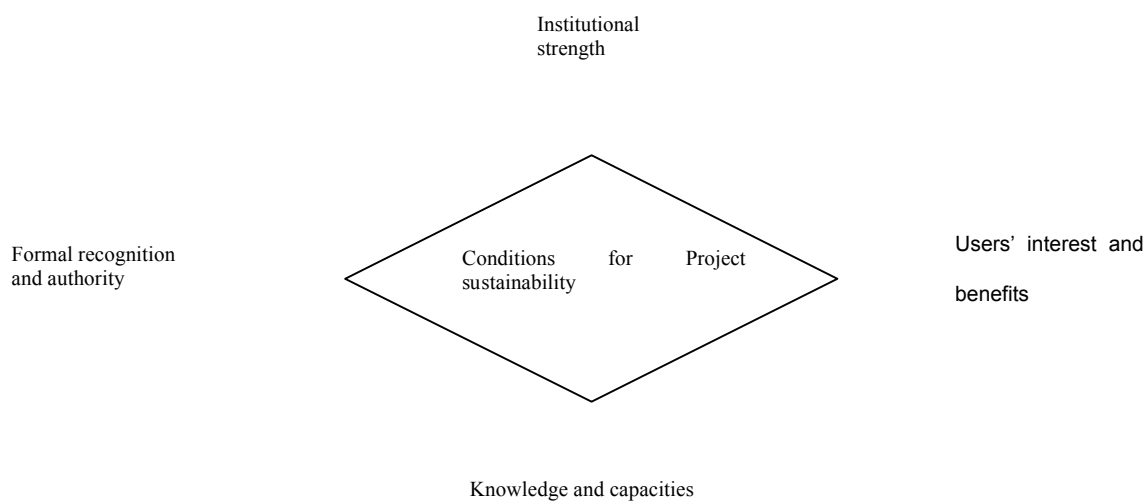 Institutional
strength
Formal recognition
and authority
Conditions for Project
sustainability
Users’ interest and
benefits
Knowledge and capacities